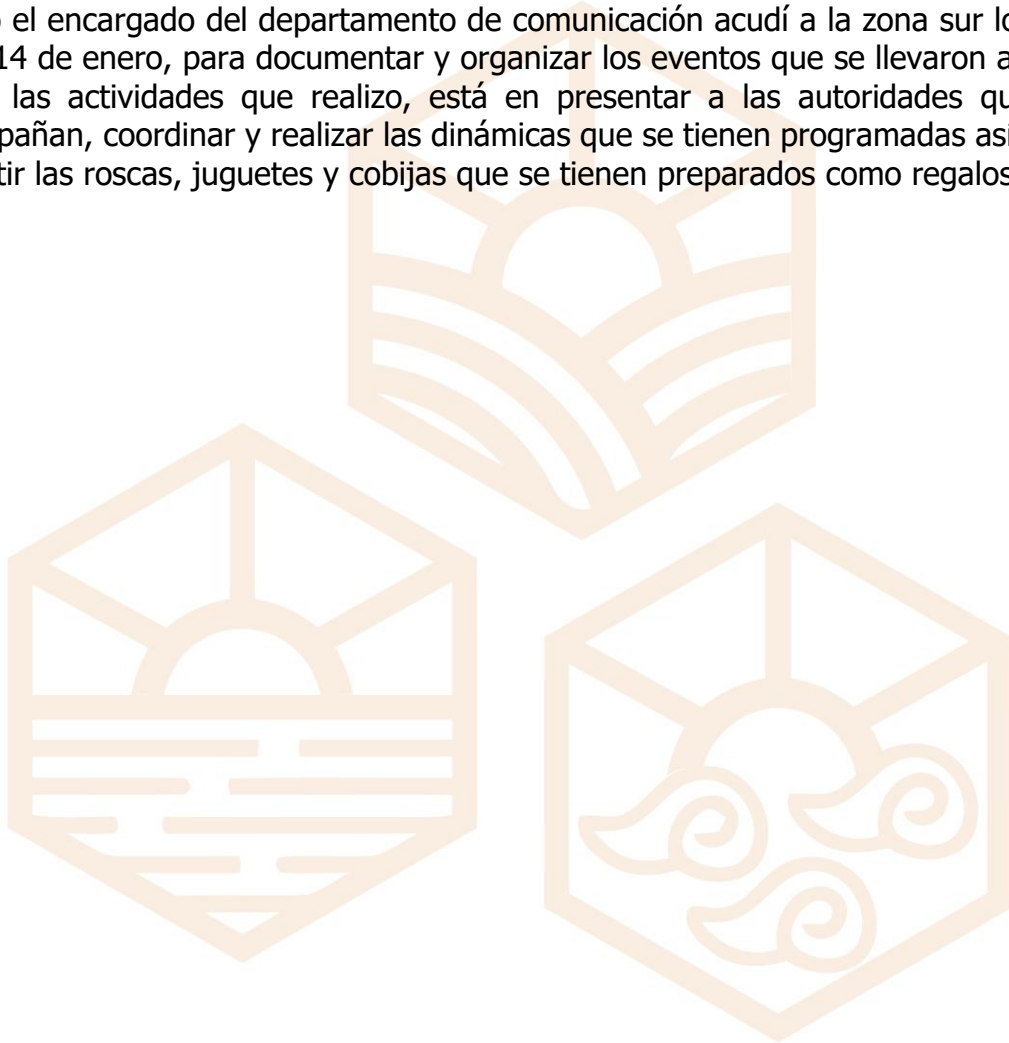 el encargado del departamento de comunicación acudí a la zona sur
14 de enero, para documentar y organizar los eventos que se llevaron a
las actividades que realizo, está en presentar a las autoridades
coordinar y realizar las dinámicas que se tienen programadas así
las roscas, juguetes y cobijas que se tienen preparados como regalos